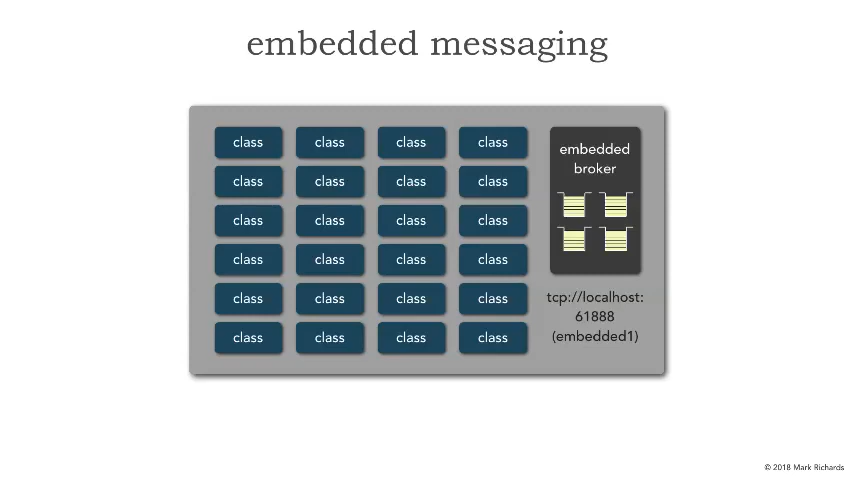 embedded messaging
class class class class
class class class class
class class class class
class class class class
class class class class
class class class class
embedded
broker
tcp://localhost:
61888
(embedded1)
© 2018 Mark Richards